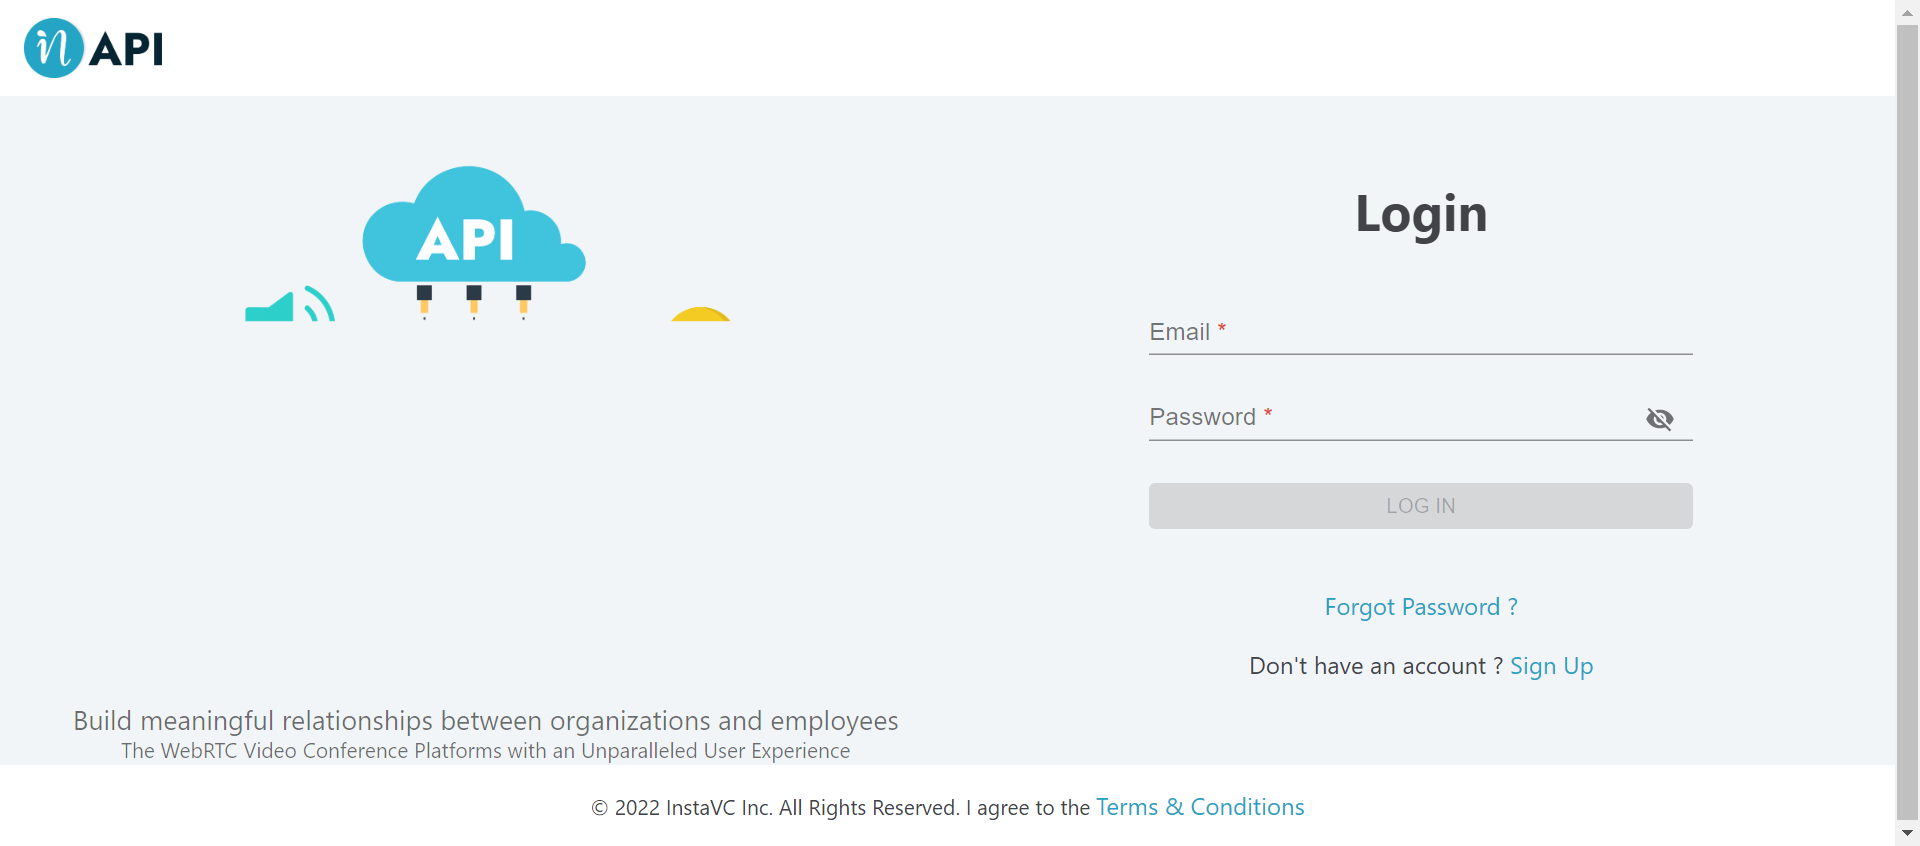 in API
API
Login
Email *
Password *
LOG IN
Forgot Password ?
Don't have an account ? Sign Up
Build meaningful relationships between organizations and employees
The WebRTC Video Conference Platforms with an Unparalleled User Experience
© 2022 InstaVC Inc. All Rights Reserved. I agree to the Terms & Conditions